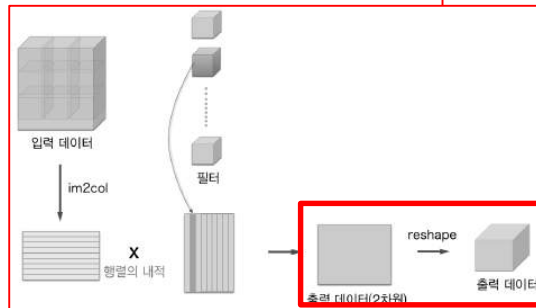 입력 데이터
필터
im2col
X
행렬의 내적
reshape
출력 데이터(2차원)
출력 데이터